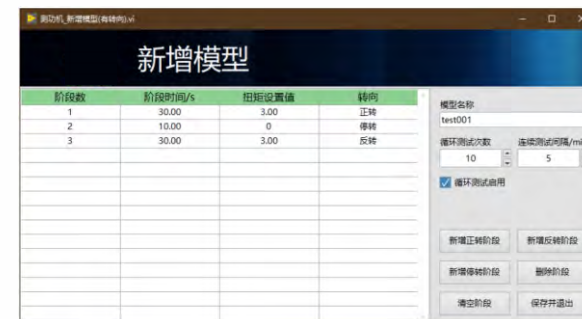 测功机_新增模型(有转向).vi
新增模型
阶段数 阶段时间/s 扭矩设置值 转向
1 30.00 3.00 正转
2 10.00 0 停转
3 30.00 3.00 反转
模型名称
test001
循环测试次数 连续测试间隔/mi
10 5
循环测试启用
新增正转阶段 新增反转阶段
新增停转阶段 删除阶段
清空阶段 保存并退出